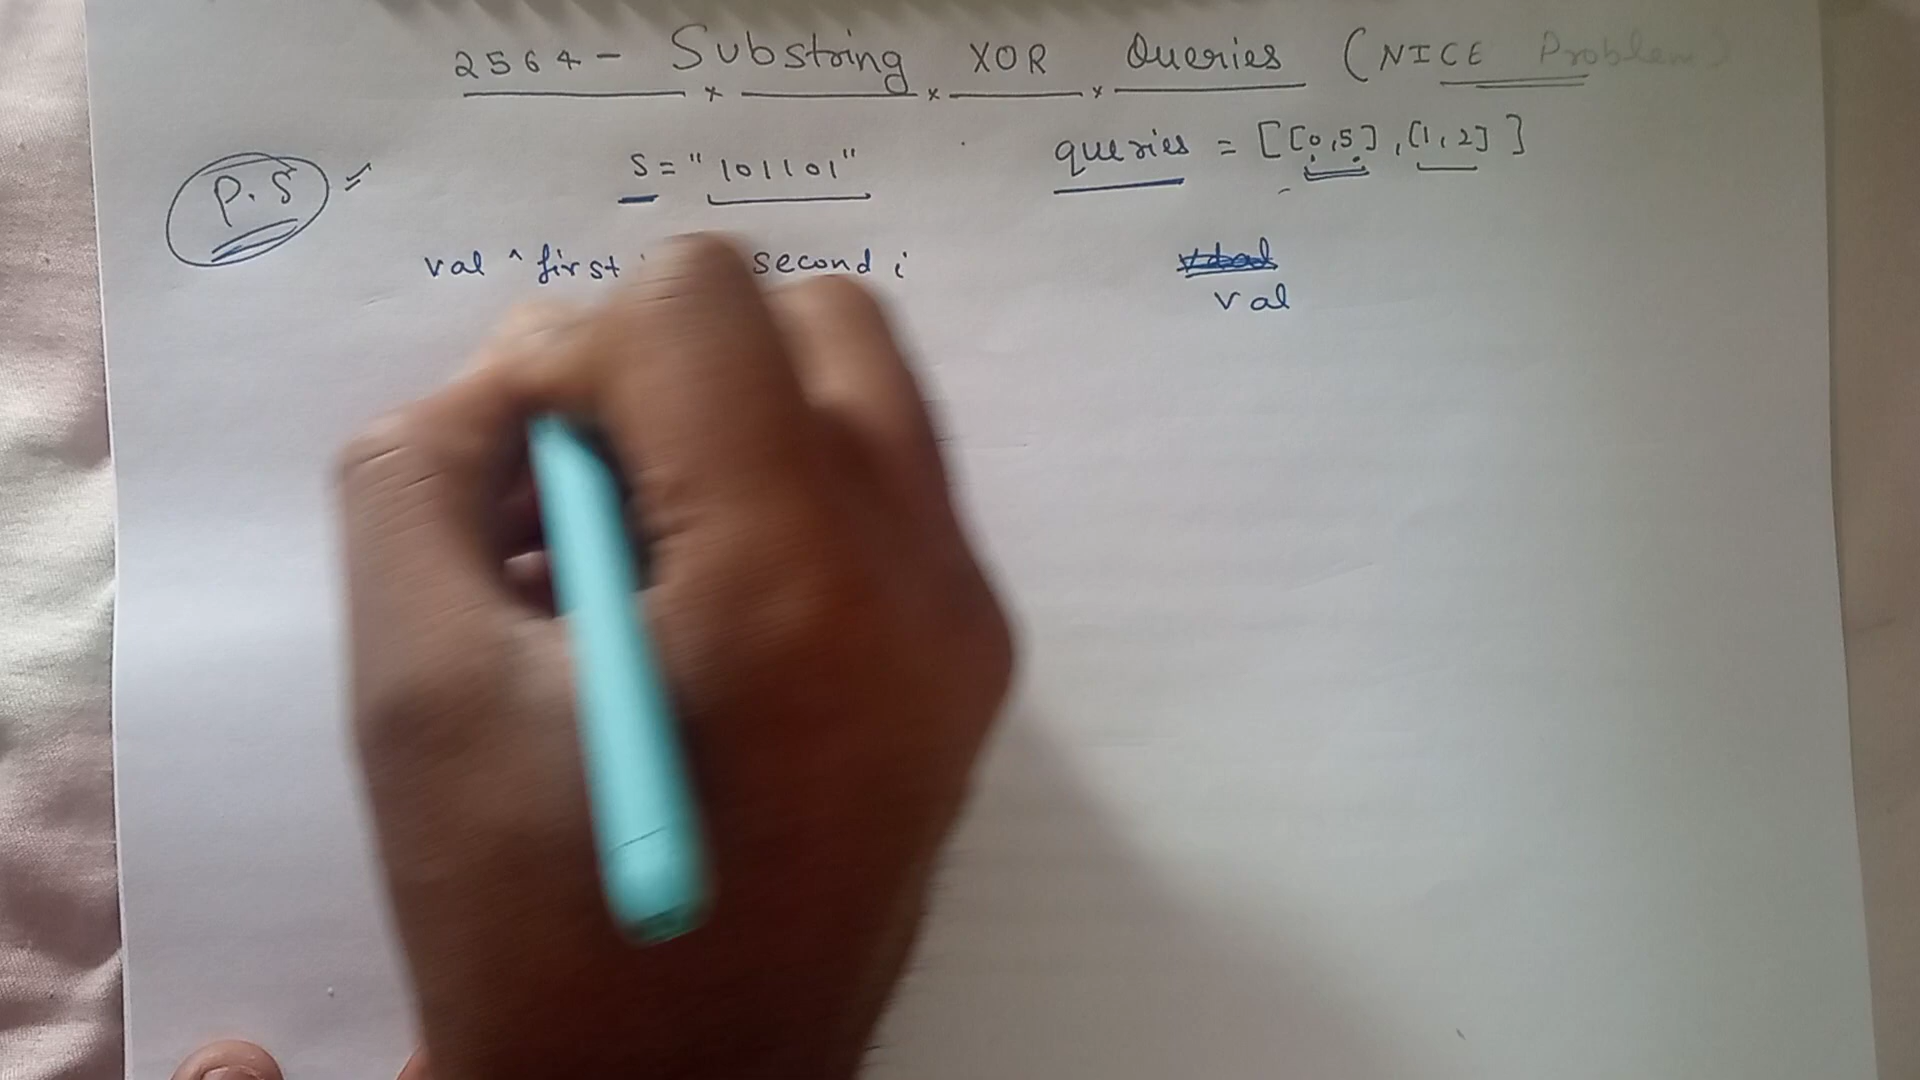 2564 - Substring XOR Queries (NICE Problem)
P.S
S = "101101" queries = [[0,5],[1,2]]
val ^ first second i
val